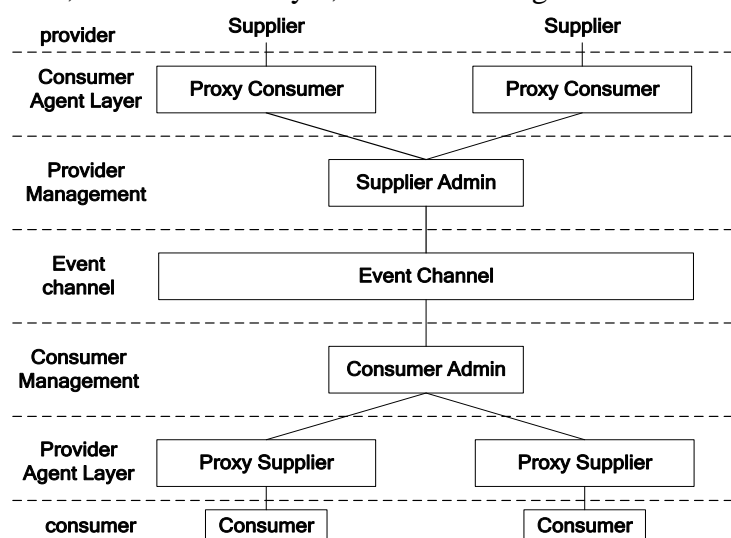 provider
Supplier
Supplier
Consumer
Agent Layer
Proxy Consumer
Proxy Consumer
Provider
Management
Supplier Admin
Event
channel
Event Channel
Consumer
Management
Consumer Admin
Provider
Agent Layer
Proxy Supplier
Proxy Supplier
consumer
Consumer
Consumer